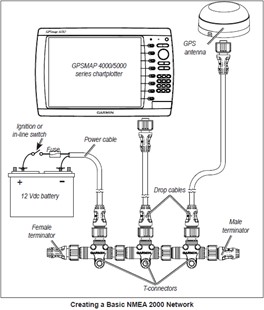 GPSMAP 4000/5000
series chartplotter
GARMIN
GPS
antenna
Ignition or
in-line switch
Fuse
Power cable
+
-
12 Vdc battery
Drop cables
Female
terminator
Male
terminator
T-connectors
Creating a Basic NMEA 2000 Network